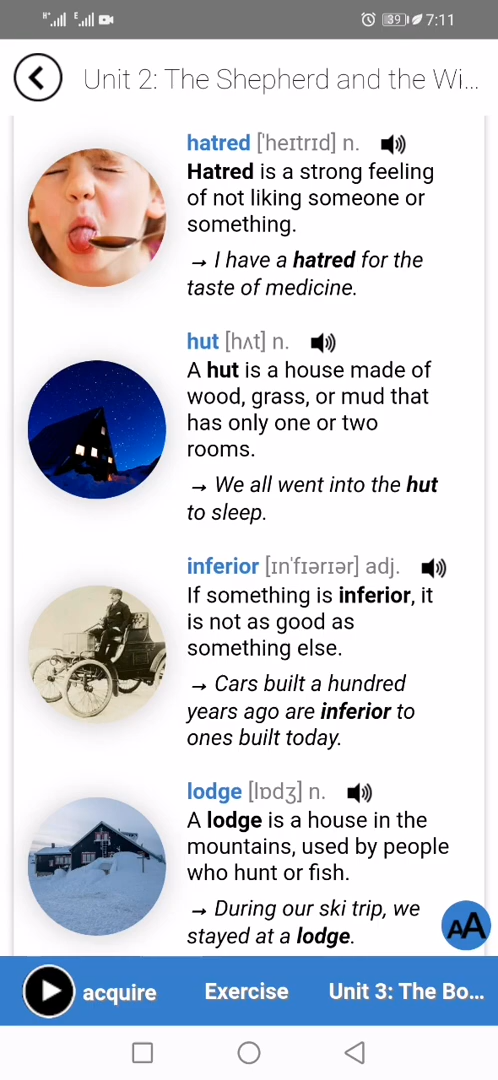 H+ E 39 7:11
Unit 2: The Shepherd and the Wi...
hatred ['heɪtrɪd] n.
Hatred is a strong feeling
of not liking someone or
something.
→ I have a hatred for the
taste of medicine.
hut [hʌt] n.
A hut is a house made of
wood, grass, or mud that
has only one or two
rooms.
→ We all went into the hut
to sleep.
inferior [ɪn'fɪərɪər] adj.
If something is inferior, it
is not as good as
something else.
→ Cars built a hundred
years ago are inferior to
ones built today.
lodge [lɒdʒ] n.
A lodge is a house in the
mountains, used by people
who hunt or fish.
→ During our ski trip, we
stayed at a lodge.
AA
acquire Exercise Unit 3: The Bo...